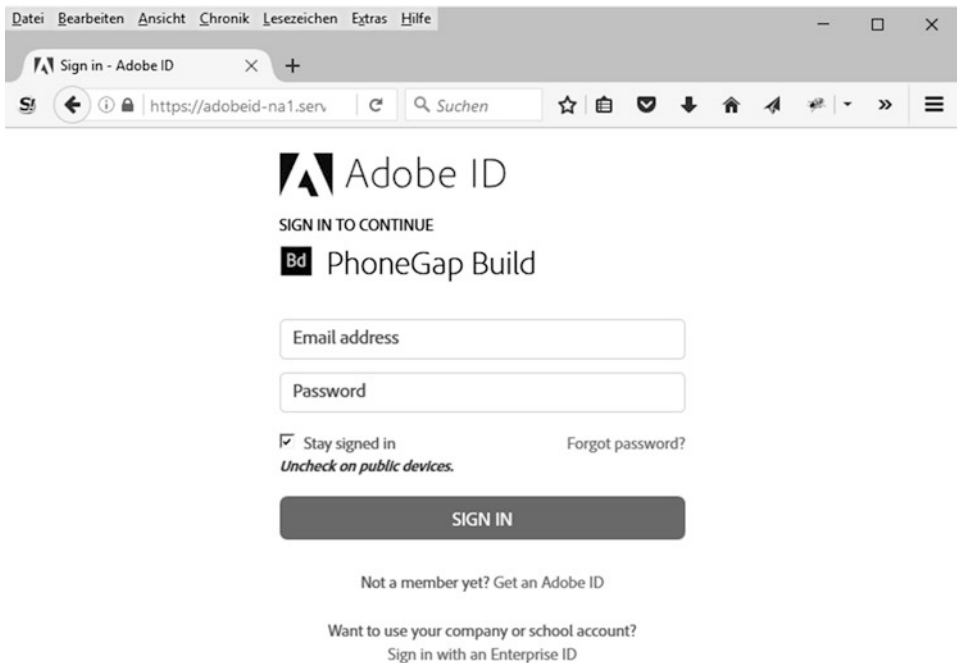 Datei Bearbeiten Ansicht Chronik Lesezeichen Extras Hilfe
Sign in - Adobe ID
S! https://adobeid-na1.serv Suchen
Adobe ID
SIGN IN TO CONTINUE
Bd PhoneGap Build
Email address
Password
Stay signed in Forgot password?
Uncheck on public devices.
SIGN IN
Not a member yet? Get an Adobe ID
Want to use your company or school account?
Sign in with an Enterprise ID